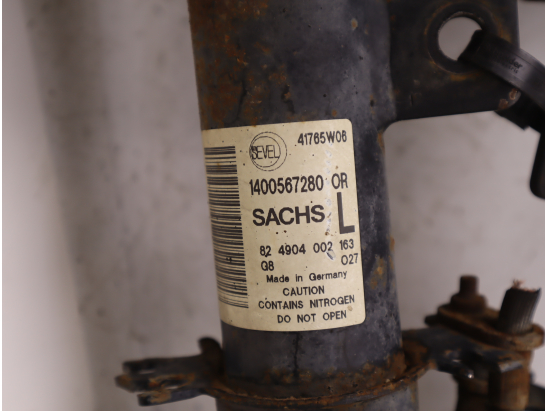 SEVEL 41765W06
1400567280 OR
SACHS L
82 4904 002 163
G8 027
Made in Germany
CAUTION
CONTAINS NITROGEN
DO NOT OPEN